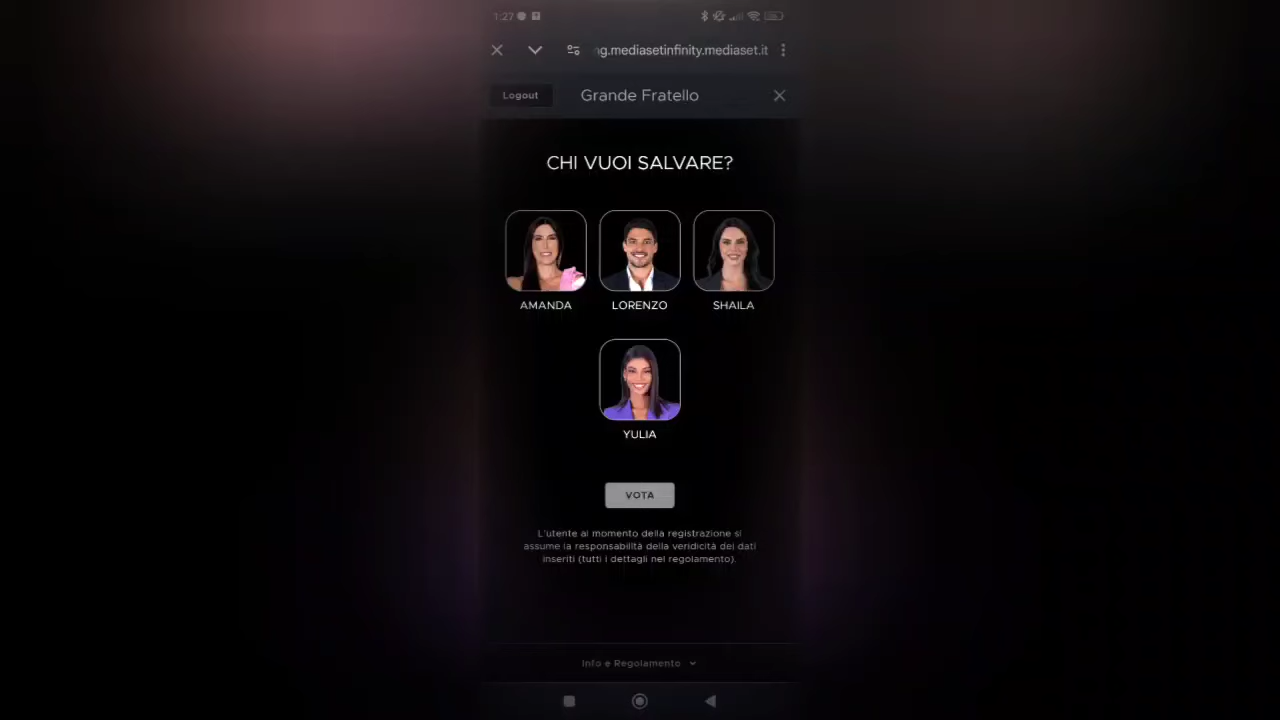 1:27
ng.mediasetinfinity.mediaset.it
Logout
Grande Fratello
CHI VUOI SALVARE?
AMANDA
LORENZO
SHAILA
YULIA
VOTA
L'utente al momento della registrazione si
assume la responsabilità della veridicità dei dati
inseriti (tutti i dettagli nel regolamento).
Info e Regolamento